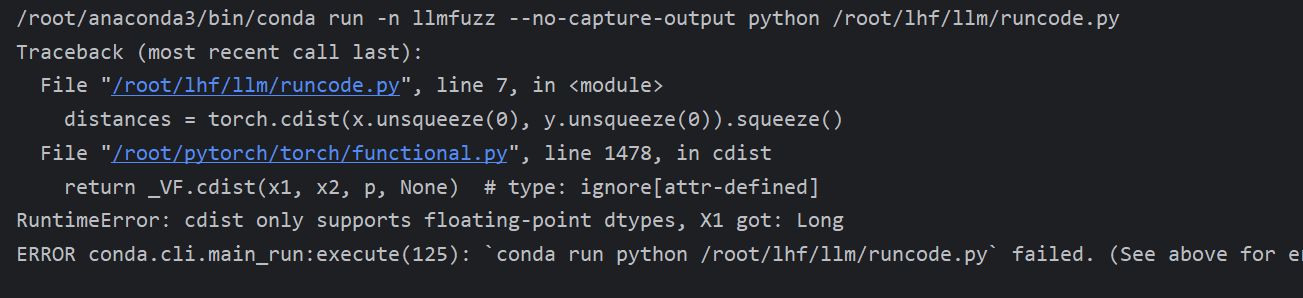 /root/anaconda3/bin/conda run -n llmfuzz --no-capture-output python /root/lhf/llm/runcode.py
Traceback (most recent call last):
  File "/root/lhf/llm/runcode.py", line 7, in <module>
    distances = torch.cdist(x.unsqueeze(0), y.unsqueeze(0)).squeeze()
  File "/root/pytorch/torch/functional.py", line 1478, in cdist
    return _VF.cdist(x1, x2, p, None)  # type: ignore[attr-defined]
RuntimeError: cdist only supports floating-point dtypes, X1 got: Long
ERROR conda.cli.main_run:execute(125): `conda run python /root/lhf/llm/runcode.py` failed. (See above for